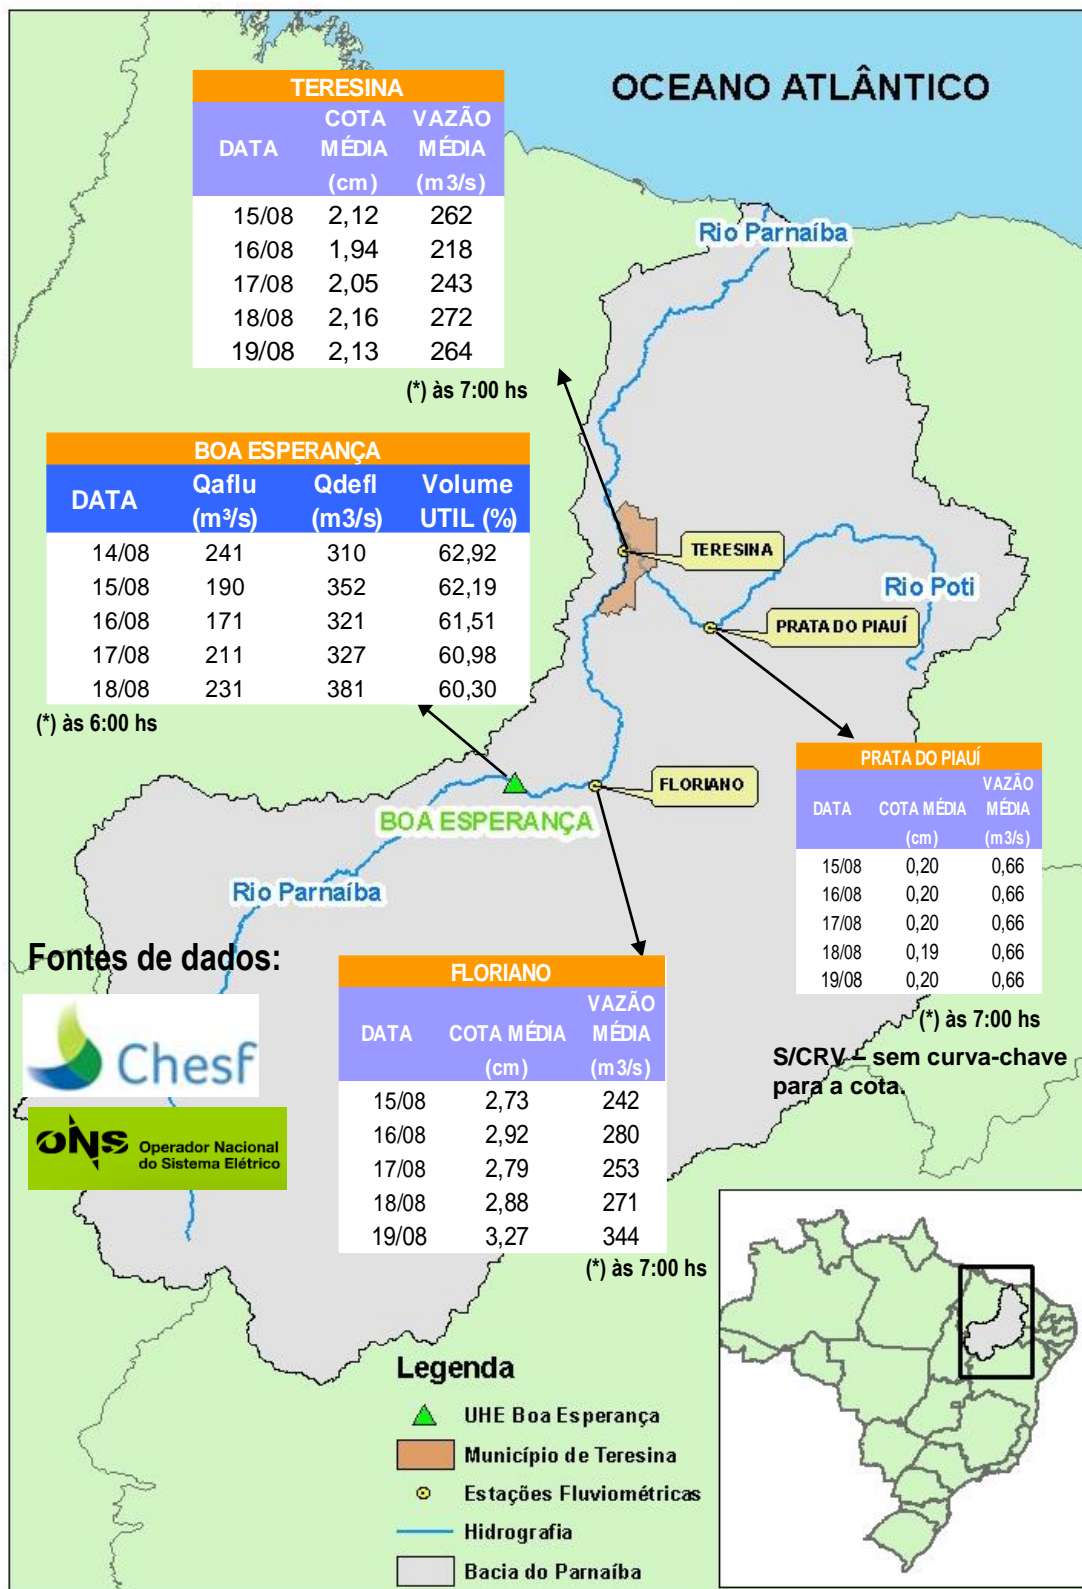 OCEANO ATLÂNTICO
TERESINA
DATA COTA MÉDIA (cm) VAZÃO MÉDIA (m3/s)
15/08 2,12 262
16/08 1,94 218
17/08 2,05 243
18/08 2,16 272
19/08 2,13 264
(*) às 7:00 hs
Rio Parnaíba
BOA ESPERANÇA
DATA Qaflu (m³/s) Qdefl (m3/s) Volume UTIL (%)
14/08 241 310 62,92
15/08 190 352 62,19
16/08 171 321 61,51
17/08 211 327 60,98
18/08 231 381 60,30
(*) às 6:00 hs
TERESINA
Rio Poti
PRATA DO PIAUÍ
FLORIANO
BOA ESPERANÇA
Rio Parnaíba
PRATA DO PIAUÍ
DATA COTA MÉDIA (cm) VAZÃO MÉDIA (m3/s)
15/08 0,20 0,66
16/08 0,20 0,66
17/08 0,20 0,66
18/08 0,19 0,66
19/08 0,20 0,66
(*) às 7:00 hs
S/CRV – sem curva-chave
para a cota.
Fontes de dados:
Chesf
ONS Operador Nacional
do Sistema Elétrico
FLORIANO
DATA COTA MÉDIA (cm) VAZÃO MÉDIA (m3/s)
15/08 2,73 242
16/08 2,92 280
17/08 2,79 253
18/08 2,88 271
19/08 3,27 344
(*) às 7:00 hs
Legenda
UHE Boa Esperança
Município de Teresina
Estações Fluviométricas
Hidrografia
Bacia do Parnaíba